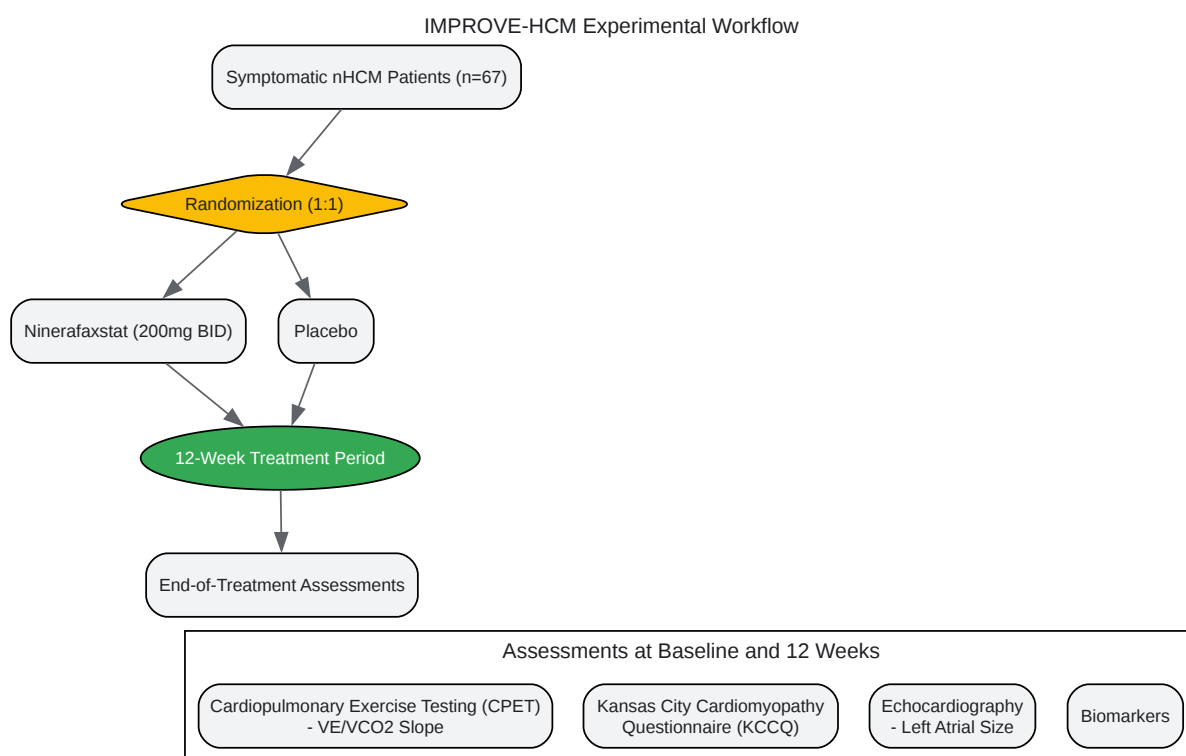 IMPROVE-HCM Experimental Workflow
Symptomatic nHCM Patients (n=67)
Randomization (1:1)
Ninerafaxstat (200mg BID)
Placebo
12-Week Treatment Period
End-of-Treatment Assessments
Assessments at Baseline and 12 Weeks
Cardiopulmonary Exercise Testing (CPET)
- VE/VCO2 Slope
Kansas City Cardiomyopathy
Questionnaire (KCCQ)
Echocardiography
- Left Atrial Size
Biomarkers